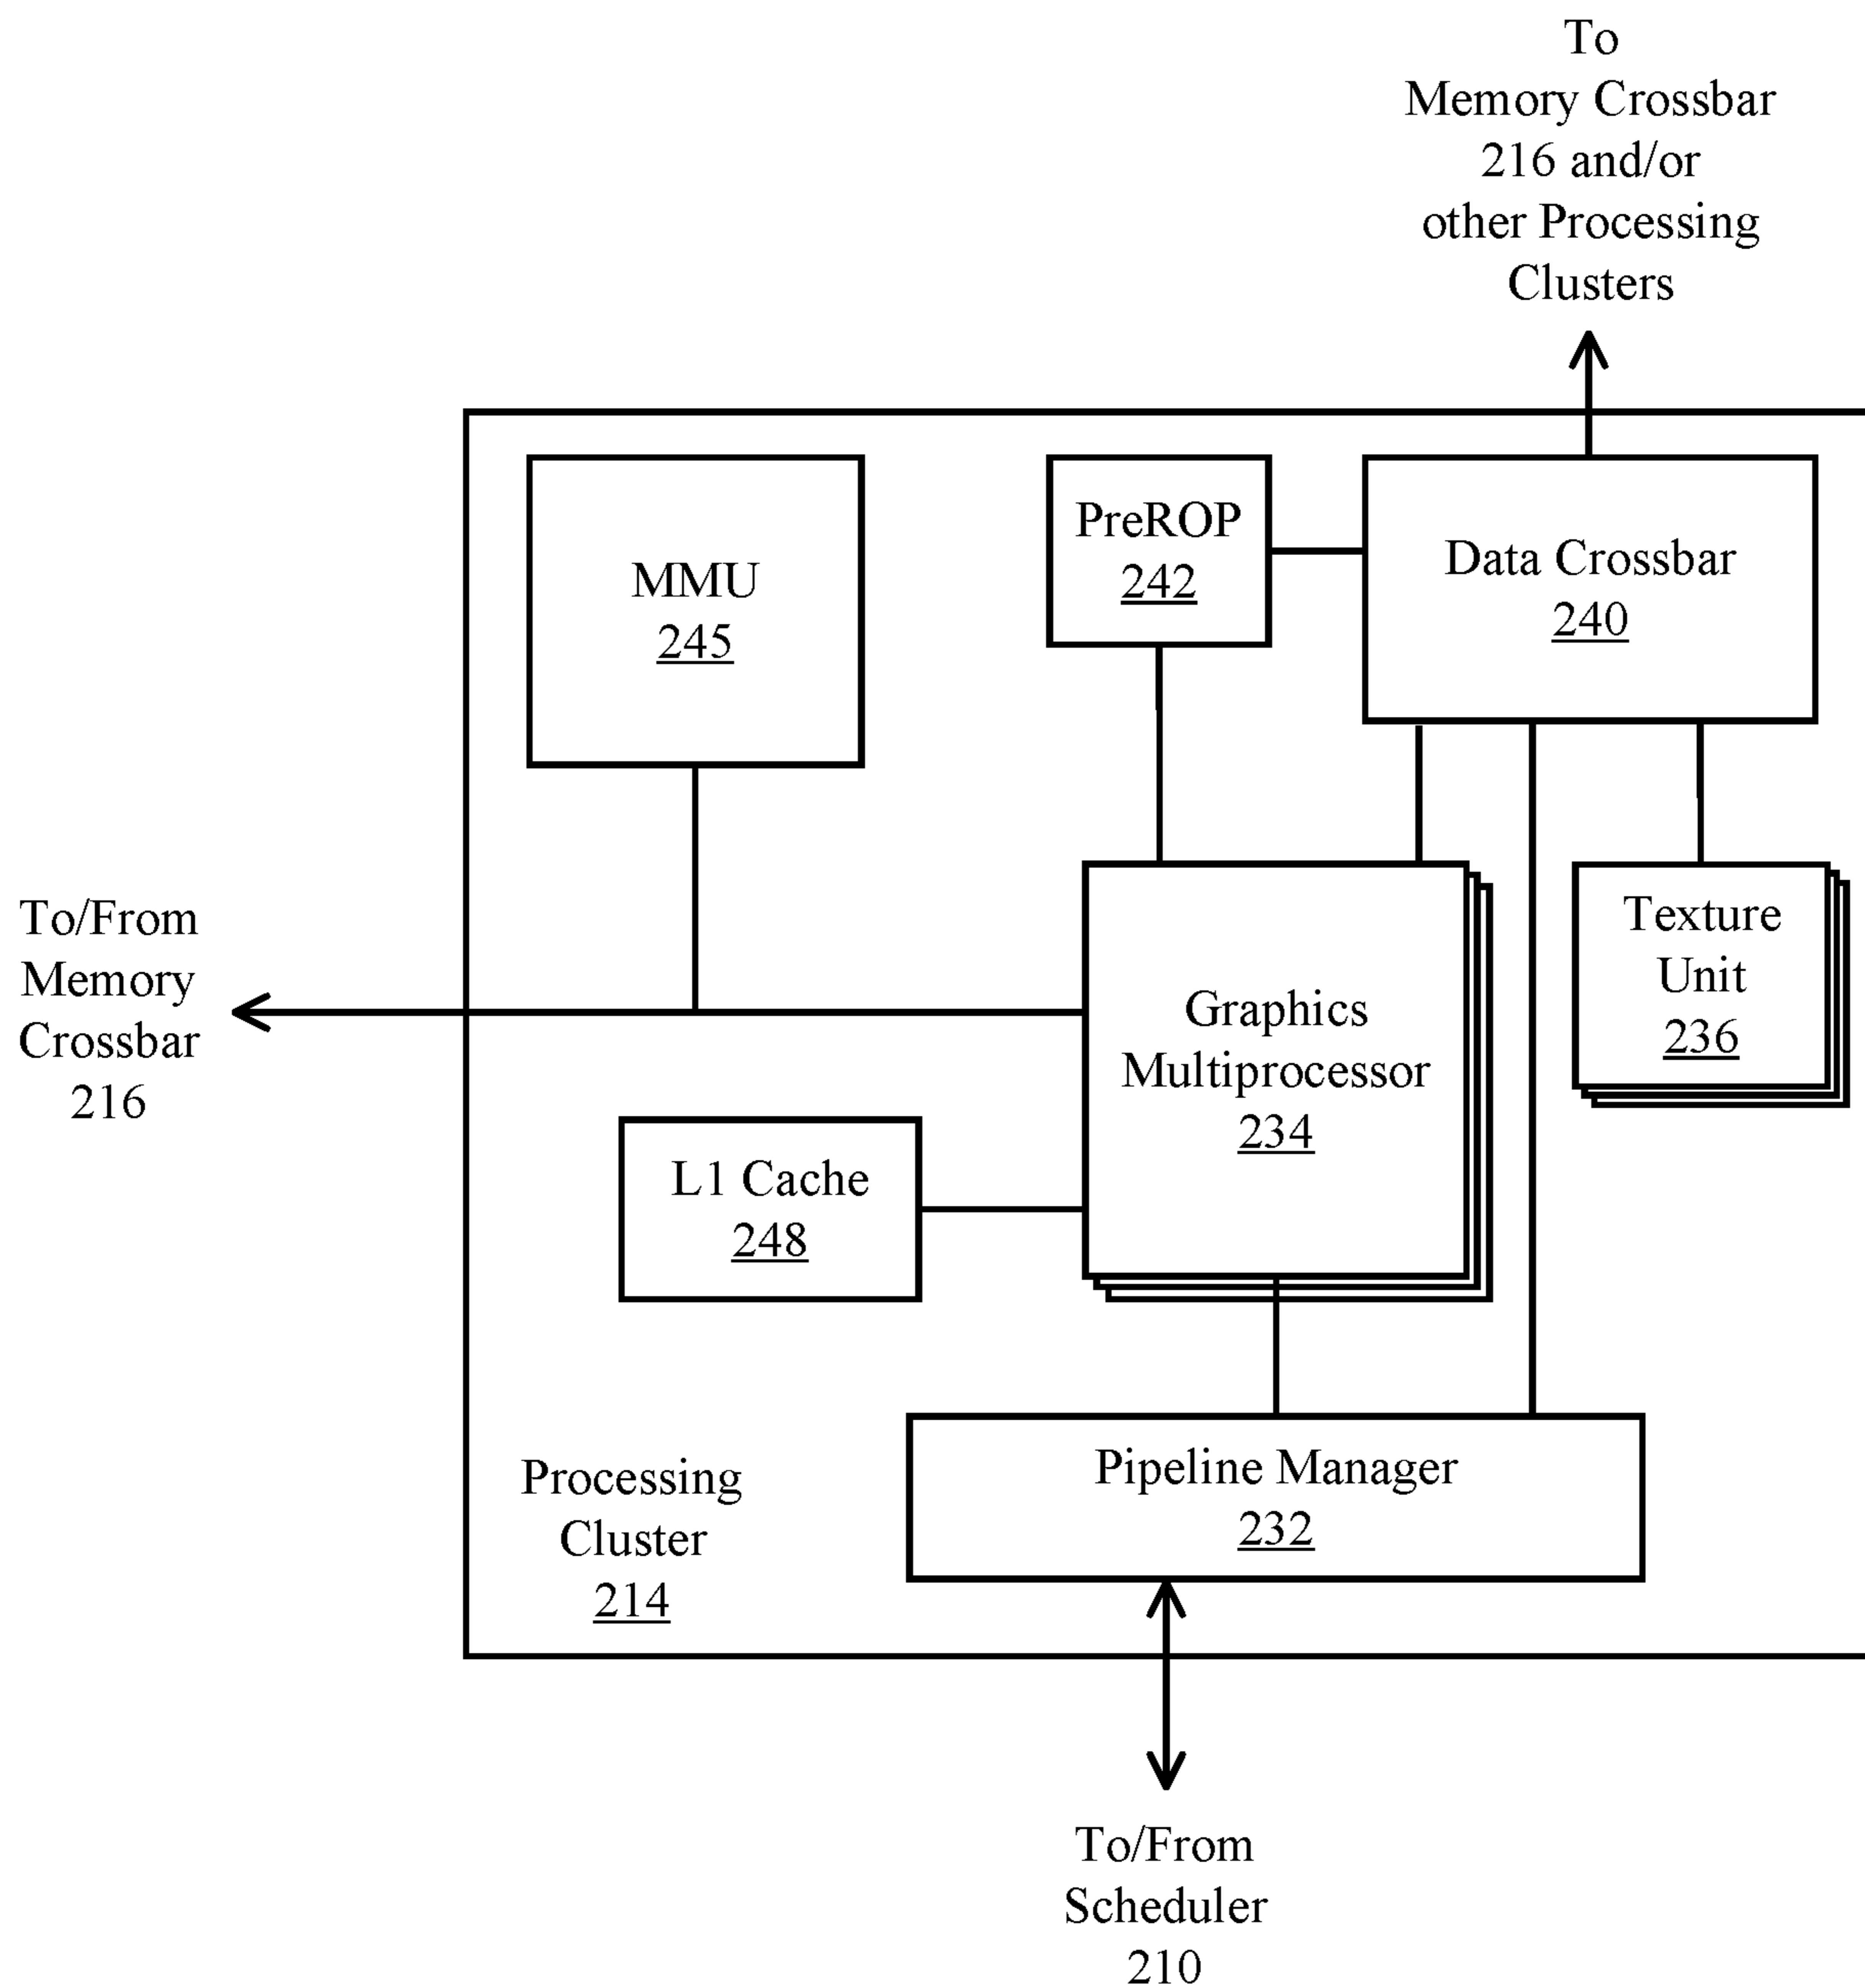 To
Memory Crossbar
216 and/or
other Processing
Clusters
MMU
245
PreROP
242
Data Crossbar
240
To/From
Memory
Crossbar
216
Graphics
Multiprocessor
234
Texture
Unit
236
L1 Cache
248
Processing
Cluster
214
Pipeline Manager
232
To/From
Scheduler
210